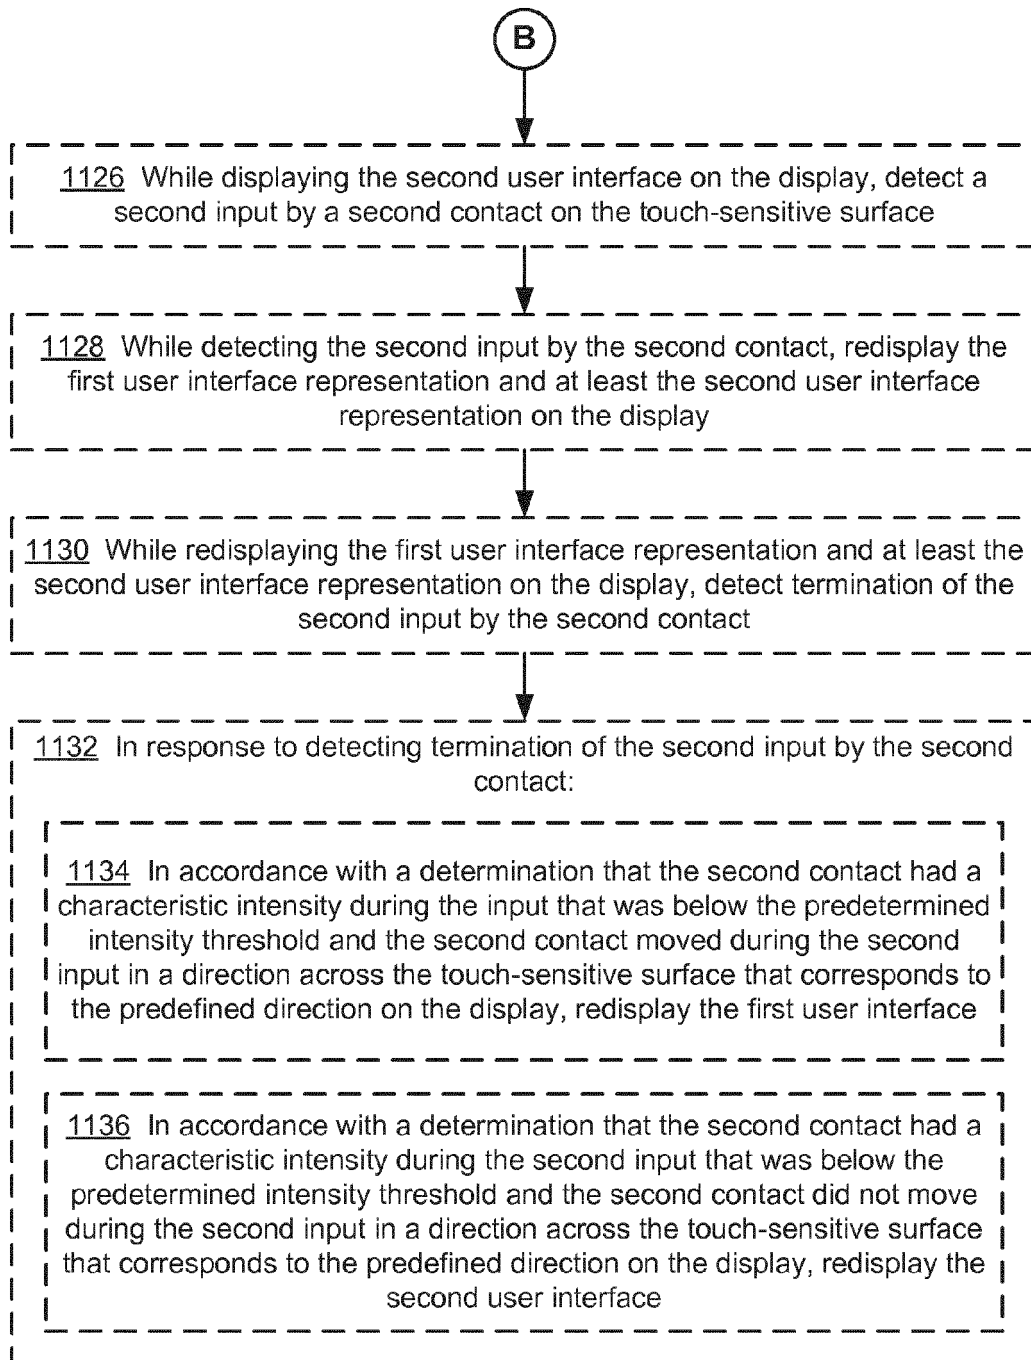 B
1126 While displaying the second user interface on the display, detect a
second input by a second contact on the touch-sensitive surface
1128 While detecting the second input by the second contact, redisplay the
first user interface representation and at least the second user interface
representation on the display
1130 While redisplaying the first user interface representation and at least the
second user interface representation on the display, detect termination of the
second input by the second contact
1132 In response to detecting termination of the second input by the second
contact:
1134 In accordance with a determination that the second contact had a
characteristic intensity during the input that was below the predetermined
intensity threshold and the second contact moved during the second
input in a direction across the touch-sensitive surface that corresponds to
the predefined direction on the display, redisplay the first user interface
1136 In accordance with a determination that the second contact had a
characteristic intensity during the second input that was below the
predetermined intensity threshold and the second contact did not move
during the second input in a direction across the touch-sensitive surface
that corresponds to the predefined direction on the display, redisplay the
second user interface